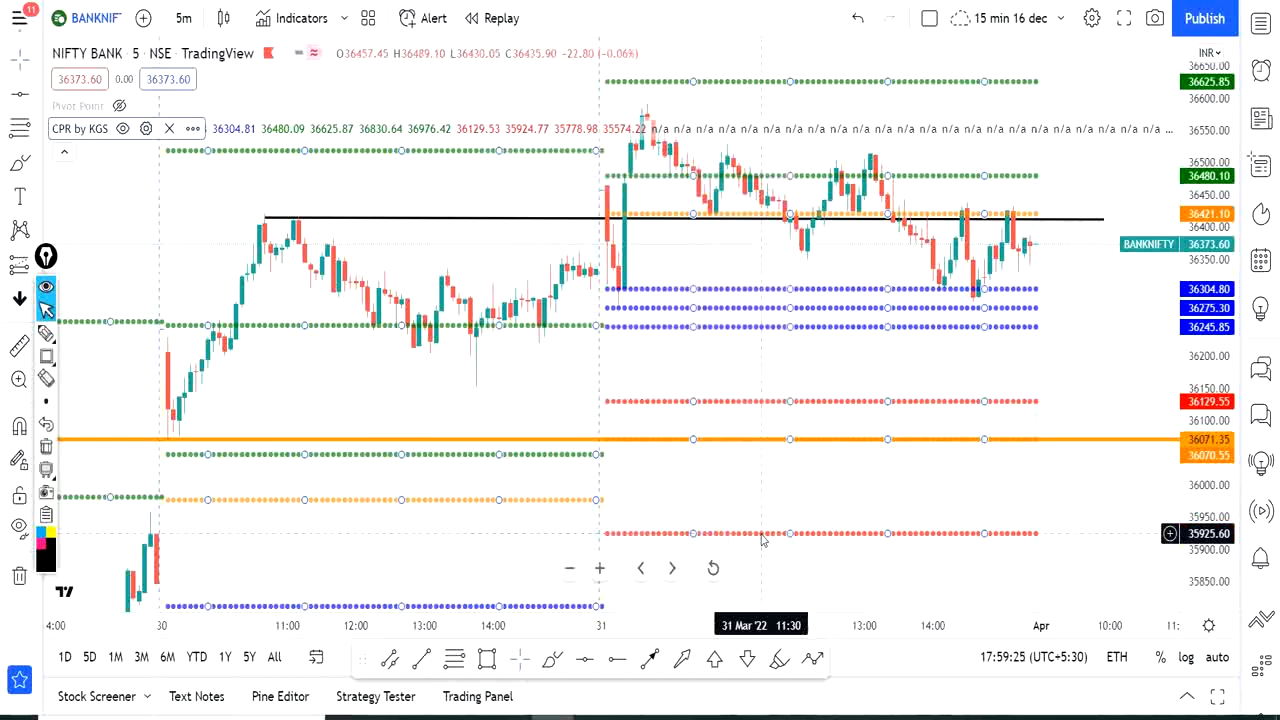 11
BANKNIF
5m
Indicators
Alert
Replay
15 min 16 dec
Publish
NIFTY BANK · 5 · NSE · TradingView
O36457.45 H36489.10 L36430.05 C36435.90 -22.80 (-0.06%)
INR
36373.60 0.00 36373.60
Pivot Point
CPR by KGS
36304.81 36480.09 36625.87 36830.64 36976.42 36129.53 35924.77 35778.98 35574.22 n/a n/a n/a n/a n/a n/a n/a n/a n/a n/a n/a n/a n/a n/a n/a n/a n/a n/a n/a n/a n/a n/a n/a ...
36650.00
36625.85
36600.00
36550.00
36500.00
36480.10
36450.00
36421.10
36400.00
BANKNIFTY 36373.60
36350.00
36304.80
36275.30
36245.85
36200.00
36150.00
36129.55
36100.00
36071.35
36070.55
36000.00
35950.00
35925.60
35900.00
35850.00
4:00 30 11:00 12:00 13:00 14:00 31 31 Mar '22 11:30 13:00 14:00 Apr 10:00 11:
1D 5D 1M 3M 6M YTD 1Y 5Y All
17:59:25 (UTC+5:30) ETH % log auto
Stock Screener Text Notes Pine Editor Strategy Tester Trading Panel